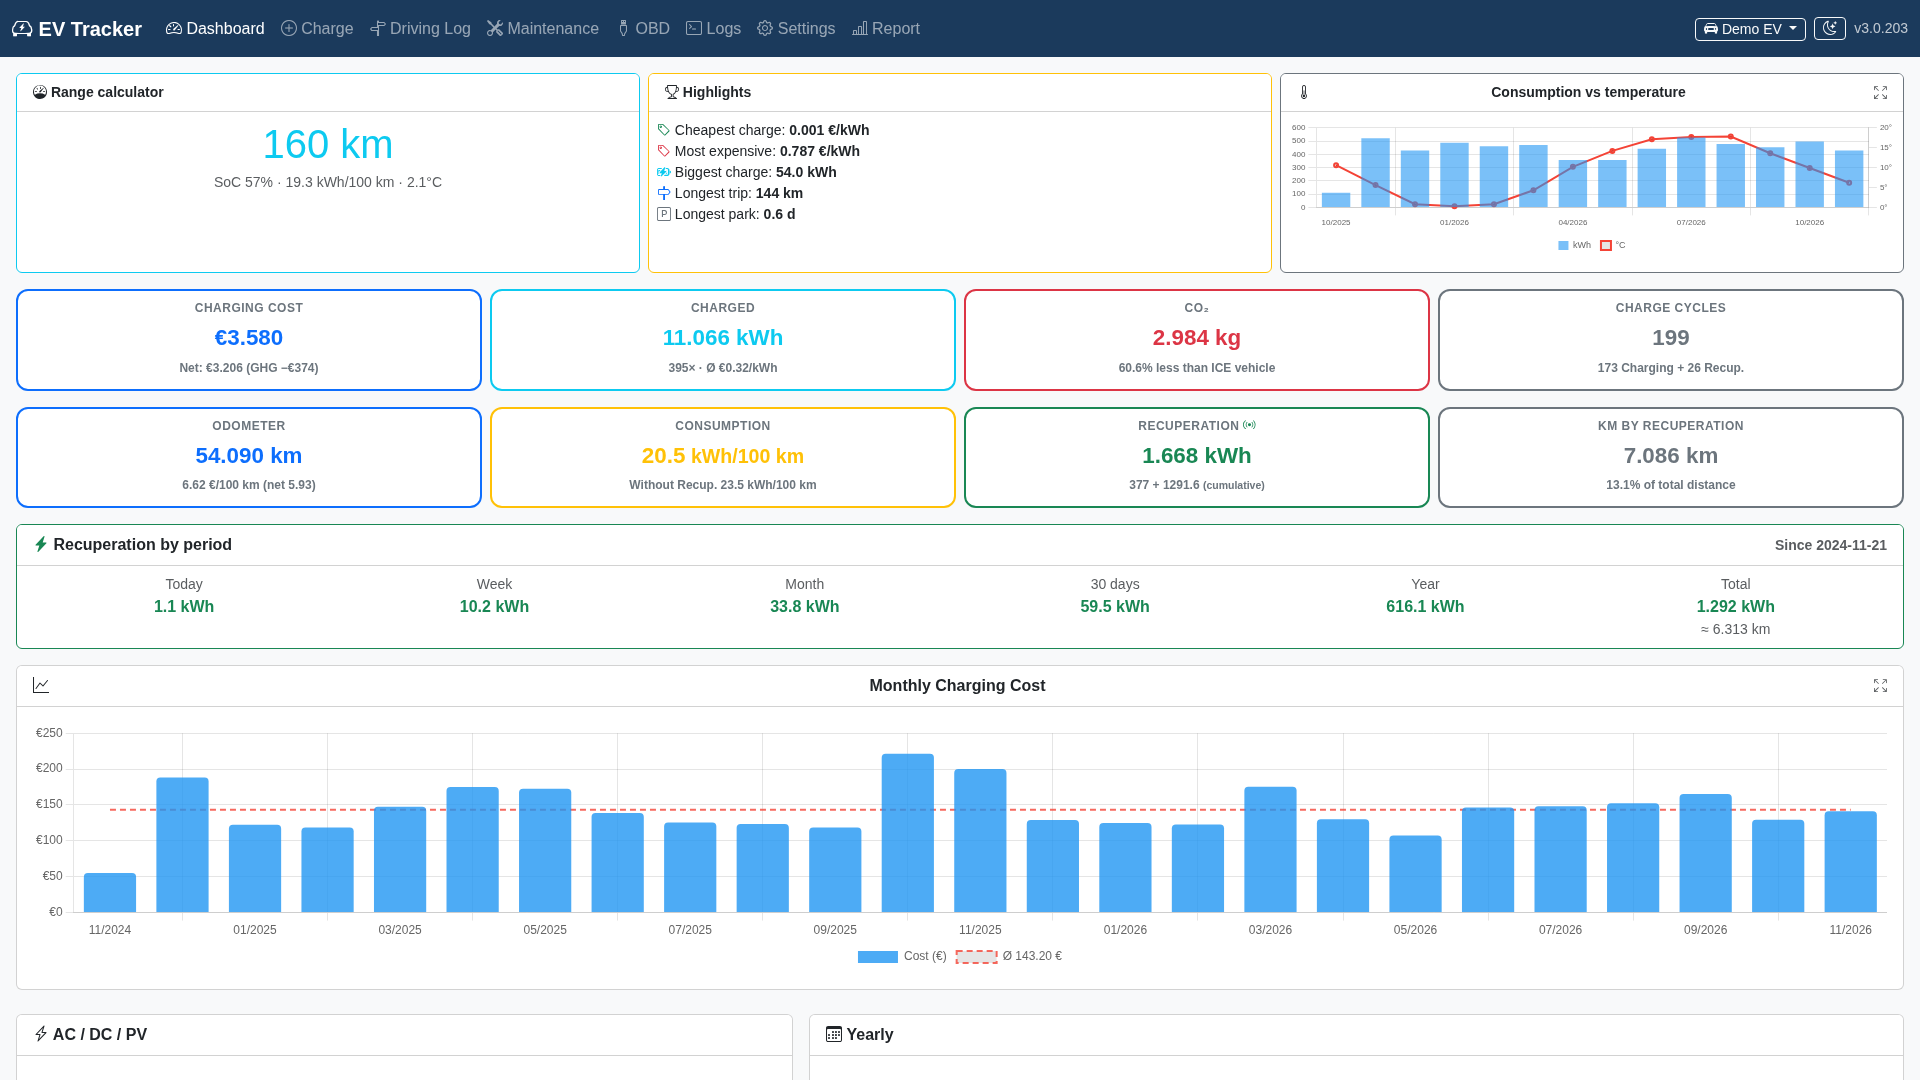 EV Tracker Dashboard Charge Driving Log Maintenance OBD Logs Settings Report Demo EV v3.0.203
Range calculator
160 km
SoC 57% · 19.3 kWh/100 km · 2.1°C
Highlights
Cheapest charge: 0.001 €/kWh
Most expensive: 0.787 €/kWh
Biggest charge: 54.0 kWh
Longest trip: 144 km
P Longest park: 0.6 d
Consumption vs temperature
600 20°
500
400 15°
300 10°
200
100 5°
0 0°
10/2025 01/2026 04/2026 07/2026 10/2026
kWh °C
CHARGING COST
€3.580
Net: €3.206 (GHG −€374)
CHARGED
11.066 kWh
395× · Ø €0.32/kWh
CO₂
2.984 kg
60.6% less than ICE vehicle
CHARGE CYCLES
199
173 Charging + 26 Recup.
ODOMETER
54.090 km
6.62 €/100 km (net 5.93)
CONSUMPTION
20.5 kWh/100 km
Without Recup. 23.5 kWh/100 km
RECUPERATION
1.668 kWh
377 + 1291.6 (cumulative)
KM BY RECUPERATION
7.086 km
13.1% of total distance
Recuperation by period Since 2024-11-21
Today Week Month 30 days Year Total
1.1 kWh 10.2 kWh 33.8 kWh 59.5 kWh 616.1 kWh 1.292 kWh
≈ 6.313 km
Monthly Charging Cost
€250
€200
€150
€100
€50
€0
11/2024 01/2025 03/2025 05/2025 07/2025 09/2025 11/2025 01/2026 03/2026 05/2026 07/2026 09/2026 11/2026
Cost (€) Ø 143.20 €
AC / DC / PV
Yearly